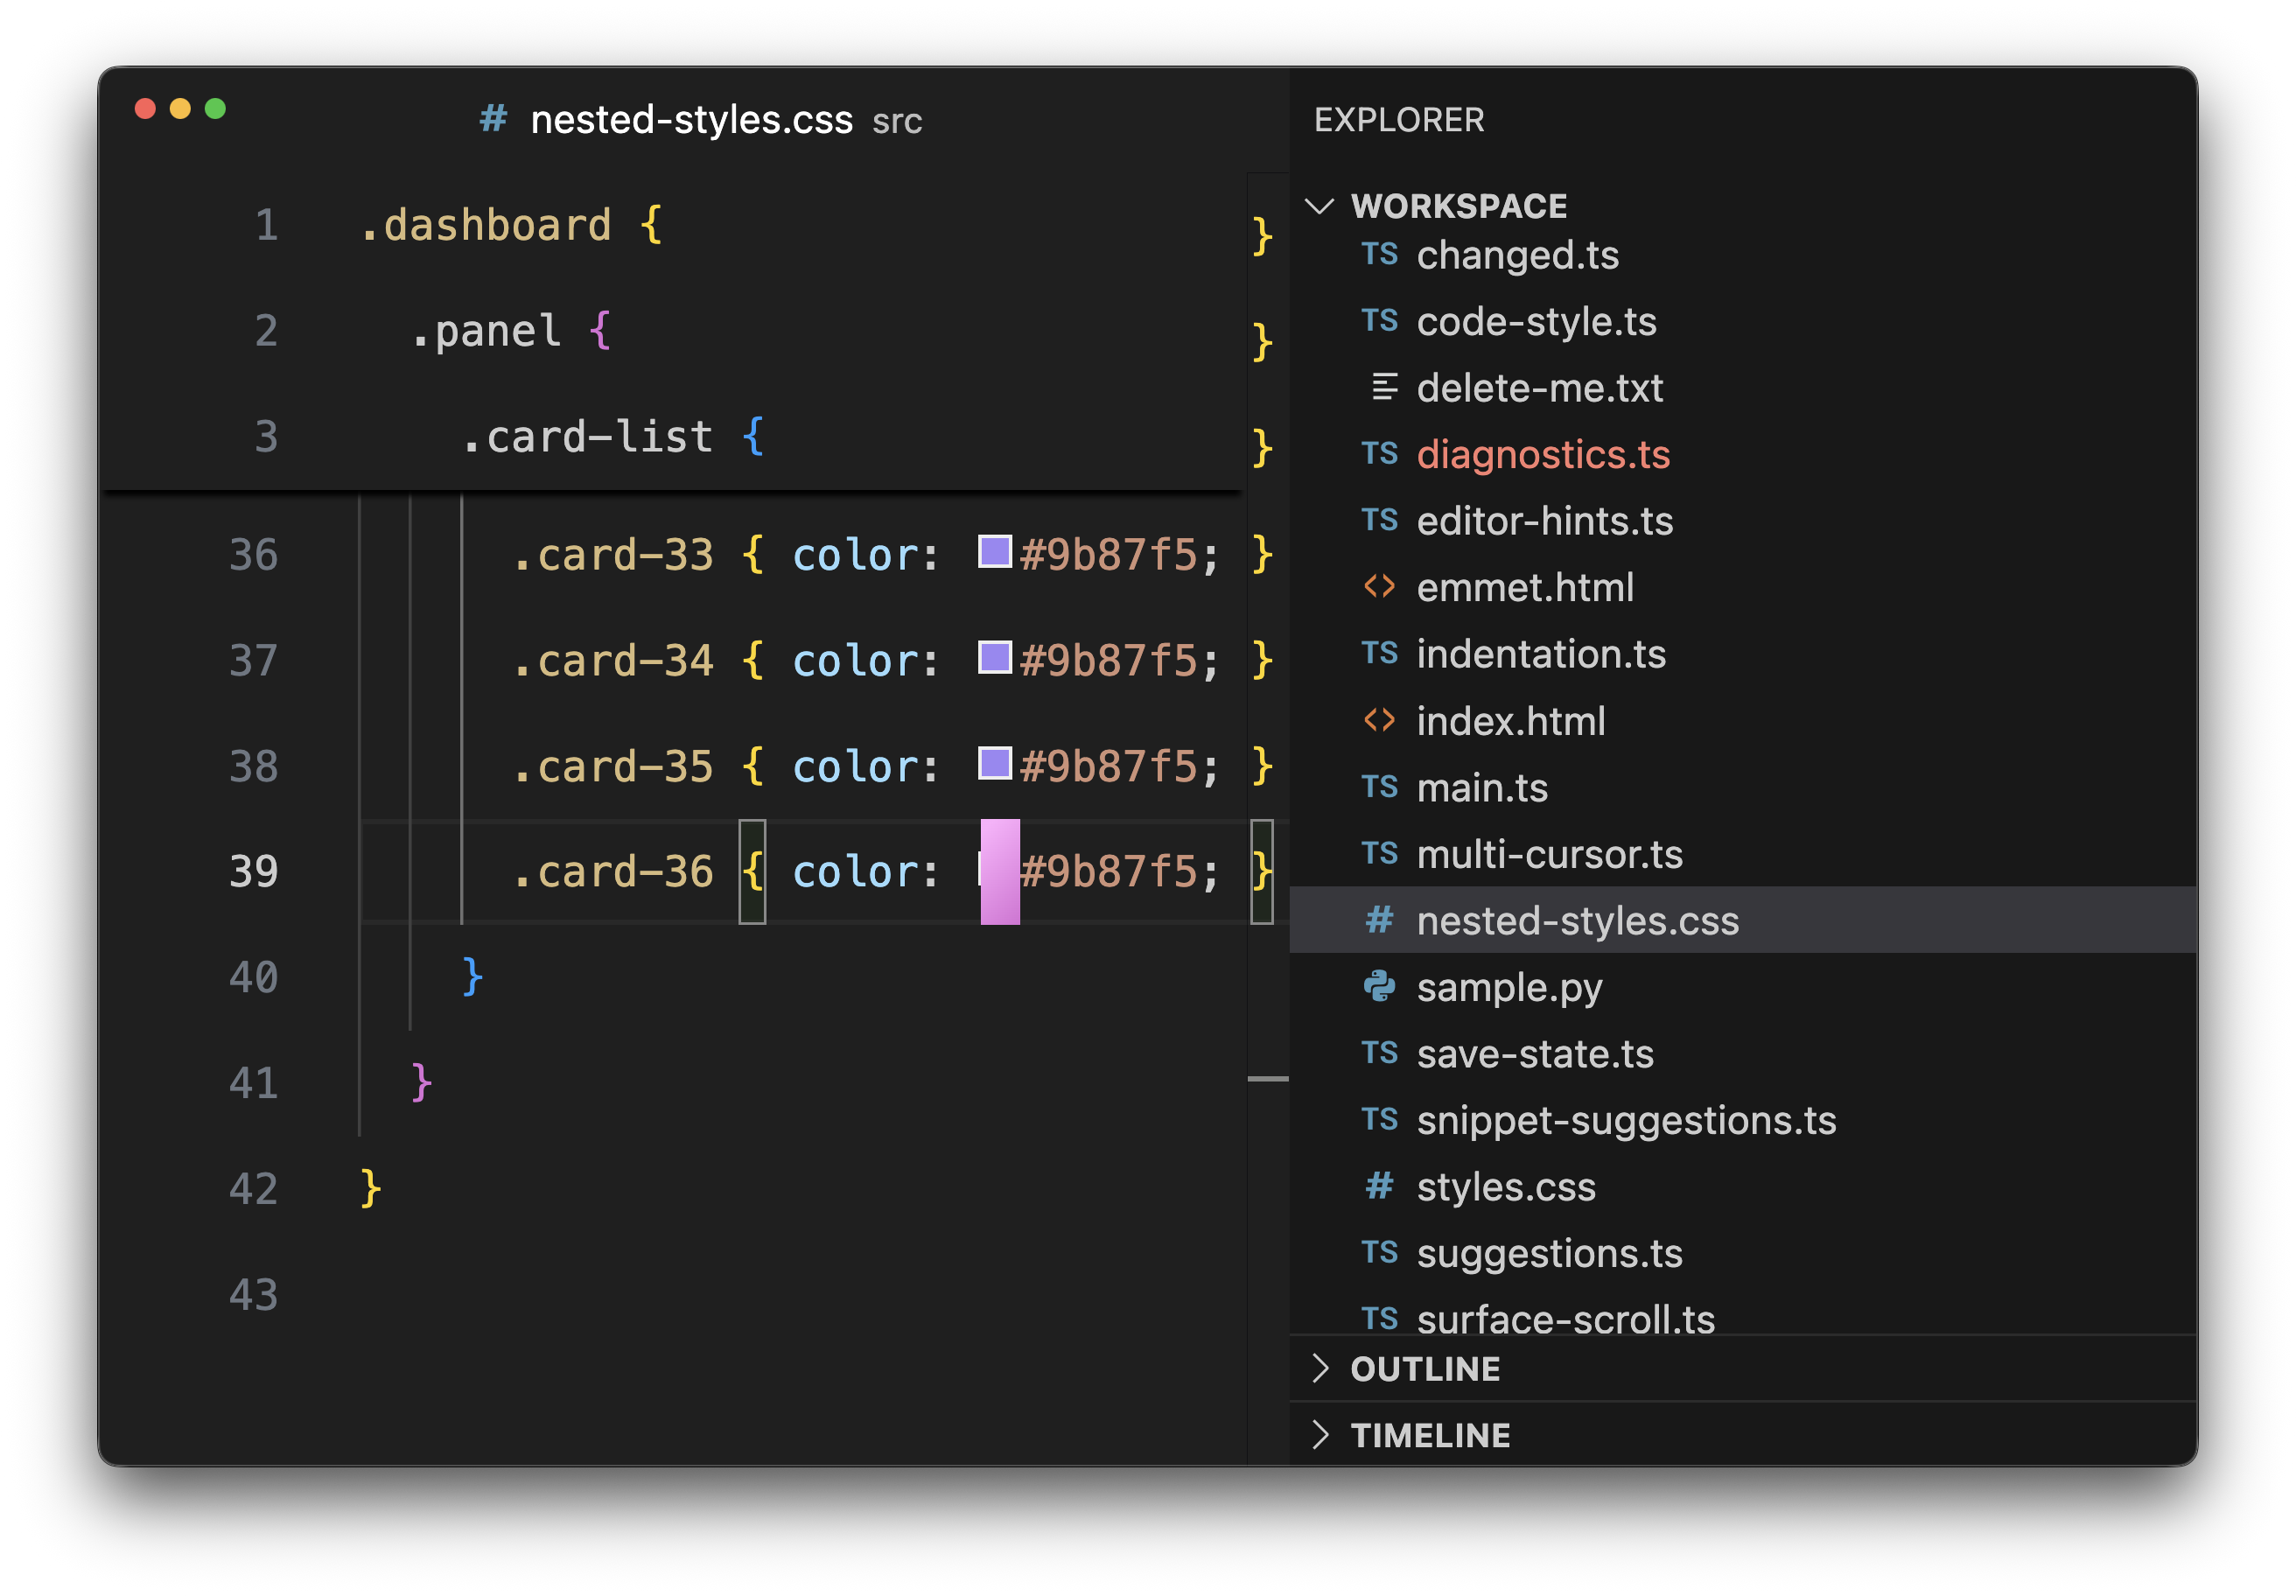 # nested-styles.css src
1 .dashboard { }
2 .panel { }
3 .card-list { }
36 .card-33 { color: #9b87f5; }
37 .card-34 { color: #9b87f5; }
38 .card-35 { color: #9b87f5; }
39 .card-36 { color: #9b87f5; }
40 }
41 }
42 }
43
EXPLORER
WORKSPACE
TS changed.ts
TS code-style.ts
delete-me.txt
TS diagnostics.ts
TS editor-hints.ts
<> emmet.html
TS indentation.ts
<> index.html
TS main.ts
TS multi-cursor.ts
# nested-styles.css
sample.py
TS save-state.ts
TS snippet-suggestions.ts
# styles.css
TS suggestions.ts
TS surface-scroll.ts
OUTLINE
TIMELINE